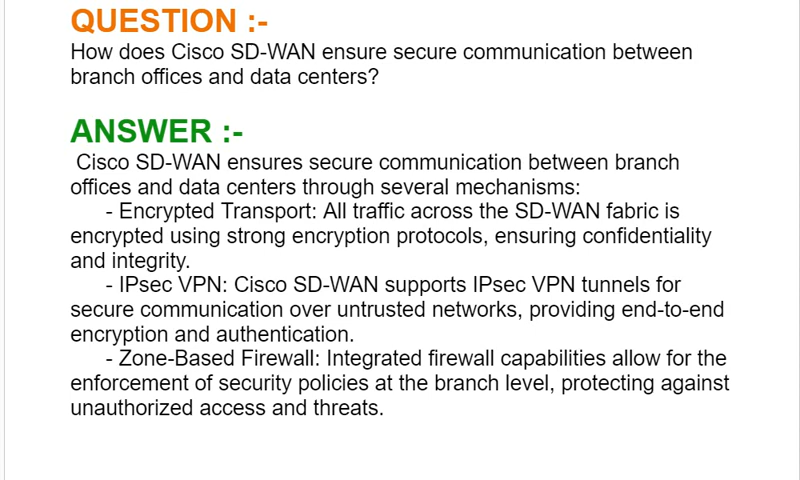 QUESTION :-
How does Cisco SD-WAN ensure secure communication between
branch offices and data centers?
ANSWER :-
Cisco SD-WAN ensures secure communication between branch
offices and data centers through several mechanisms:
- Encrypted Transport: All traffic across the SD-WAN fabric is
encrypted using strong encryption protocols, ensuring confidentiality
and integrity.
- IPsec VPN: Cisco SD-WAN supports IPsec VPN tunnels for
secure communication over untrusted networks, providing end-to-end
encryption and authentication.
- Zone-Based Firewall: Integrated firewall capabilities allow for the
enforcement of security policies at the branch level, protecting against
unauthorized access and threats.